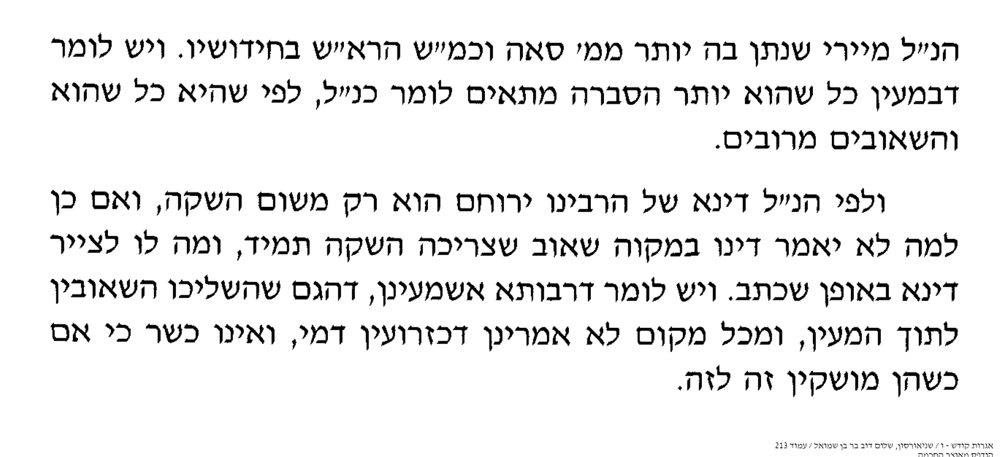 הנ״ל מיירי שנתן בה יותר ממ׳ סאה וכמ״ש הרא״ש בחידושיו. ויש לומר
דבמעין כל שהוא יותר הסברה מתאים לומר כנ״ל, לפי שהיא כל שהוא
והשאובים מרובים.
ולפי הנ״ל דינא של הרבינו ירוחם הוא רק משום השקה, ואם כן
למה לא יאמר דינו במקוה שאוב שצריכה השקה תמיד, ומה לו לצייר
דינא באופן שכתב. ויש לומר דרבותא אשמעינן, דהגם שהשליכו השאובין
לתוך המעין, ומכל מקום לא אמרינן דכזרועין דמי, ואינו כשר כי אם
כשהן מושקין זה לזה.
אגרות קודש - ו / שניאורסון, שלום דוב בר בן שמואל / עמוד 213
הודפס מאוצר החכמה